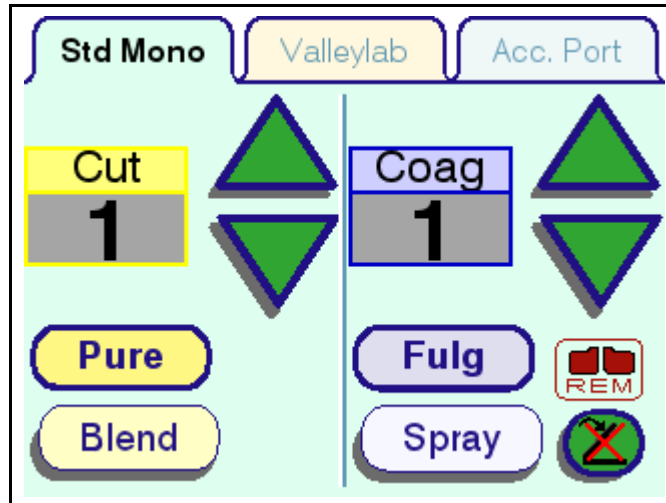 Std Mono
Valleylab
Acc. Port
Cut
1
Coag
1
Pure
Blend
Fulg
Spray
REM